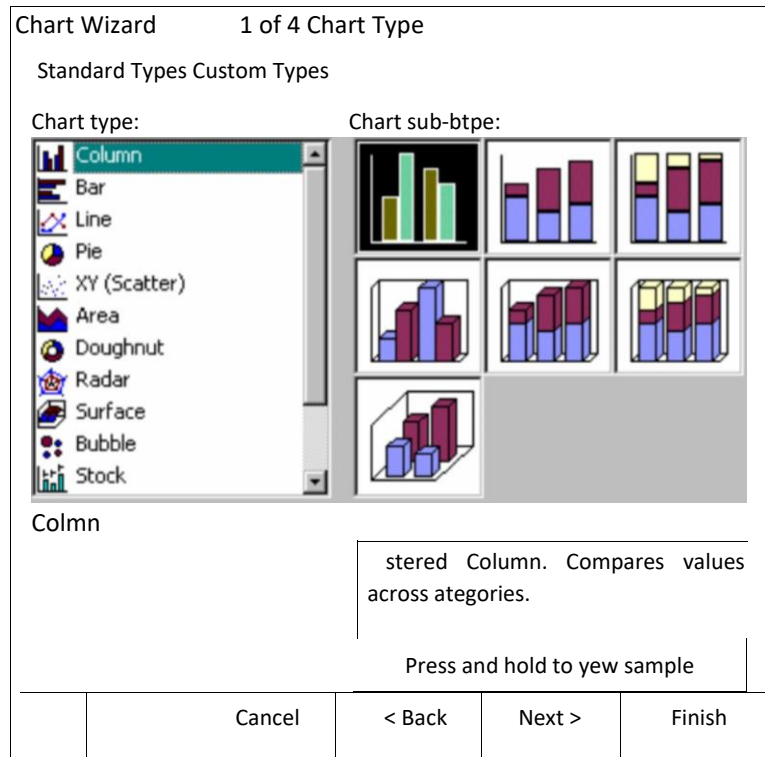 Chart Wizard 1 of 4 Chart Type
Standard Types Custom Types
Chart type: Chart sub-btpe:
Column
Bar
Line
Pie
XY (Scatter)
Area
Doughnut
Radar
Surface
Bubble
Stock
Colmn
stered Column. Compares values
across ategories.
Press and hold to yew sample
Cancel < Back Next > Finish